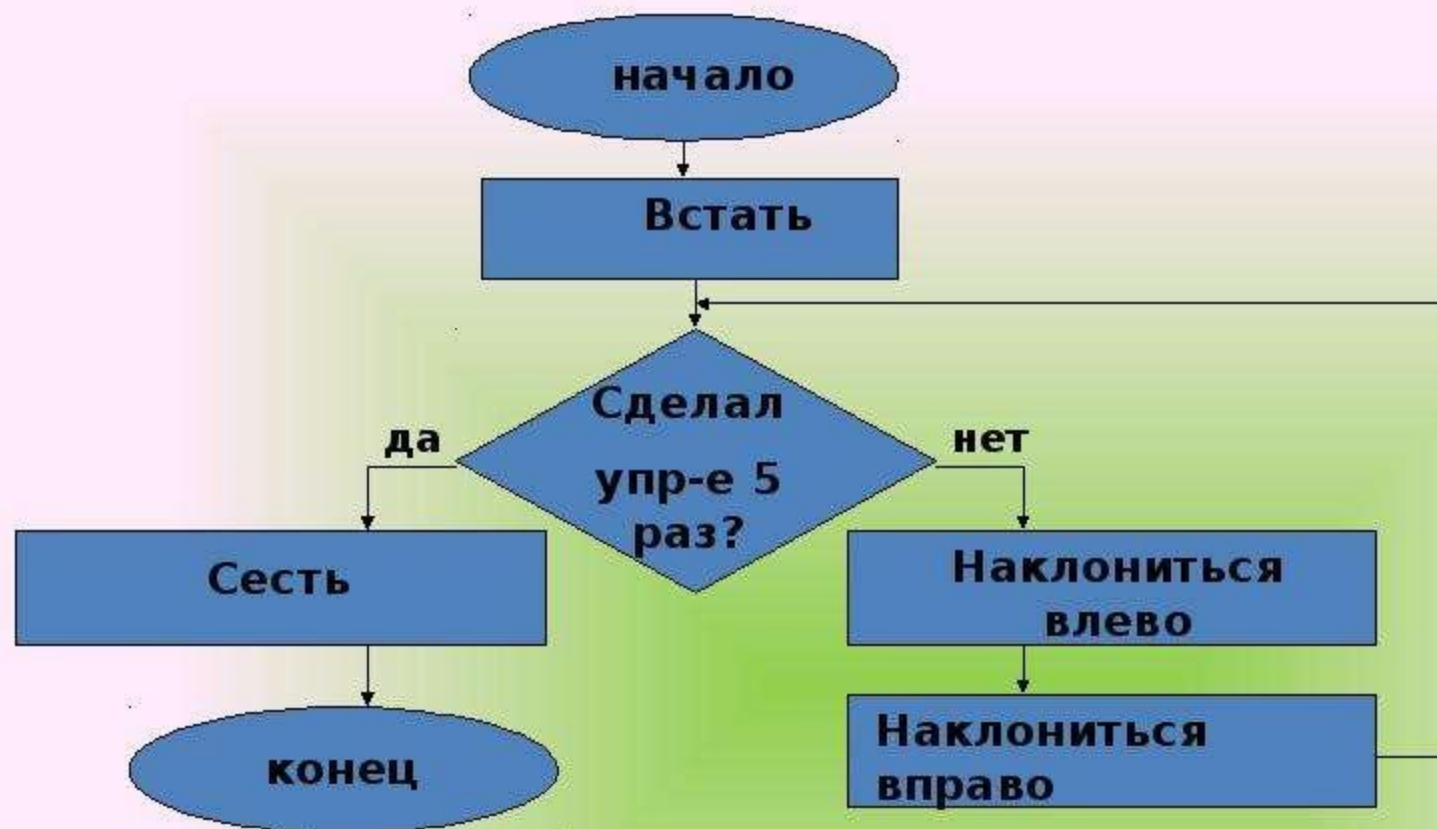 начало
Встать
Сделал
упр-е 5
раз?
да
нет
Сесть
Наклониться
влево
Наклониться
вправо
конец